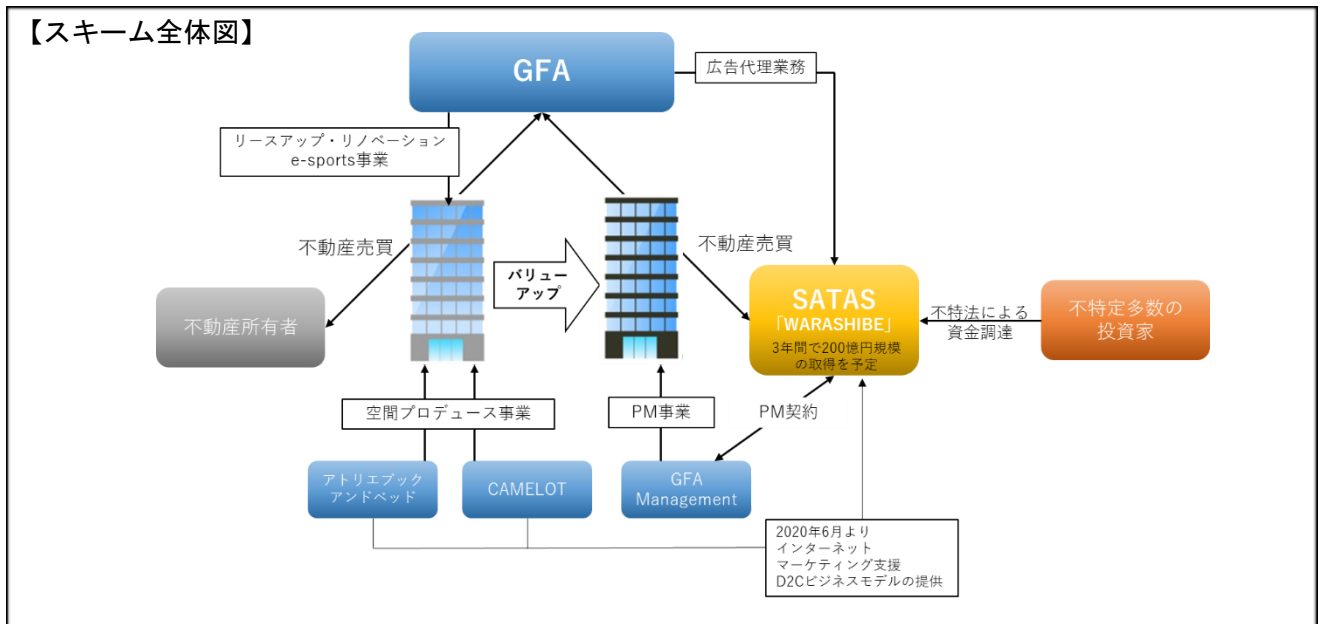 【スキーム全体図】
GFA
広告代理業務
リースアップ・リノベーション
e-sports事業
不動産売買
バリュー
アップ
不動産売買
不動産所有者
SATAS
「WARASHIBE」
3年間で200億円規模
の取得を予定
不特法による
資金調達
不特定多数の
投資家
空間プロデュース事業
PM事業
PM契約
アトリエブック
アンドベッド
CAMELOT
GFA
Management
2020年6月より
インターネット
マーケティング支援
D2Cビジネスモデルの提供